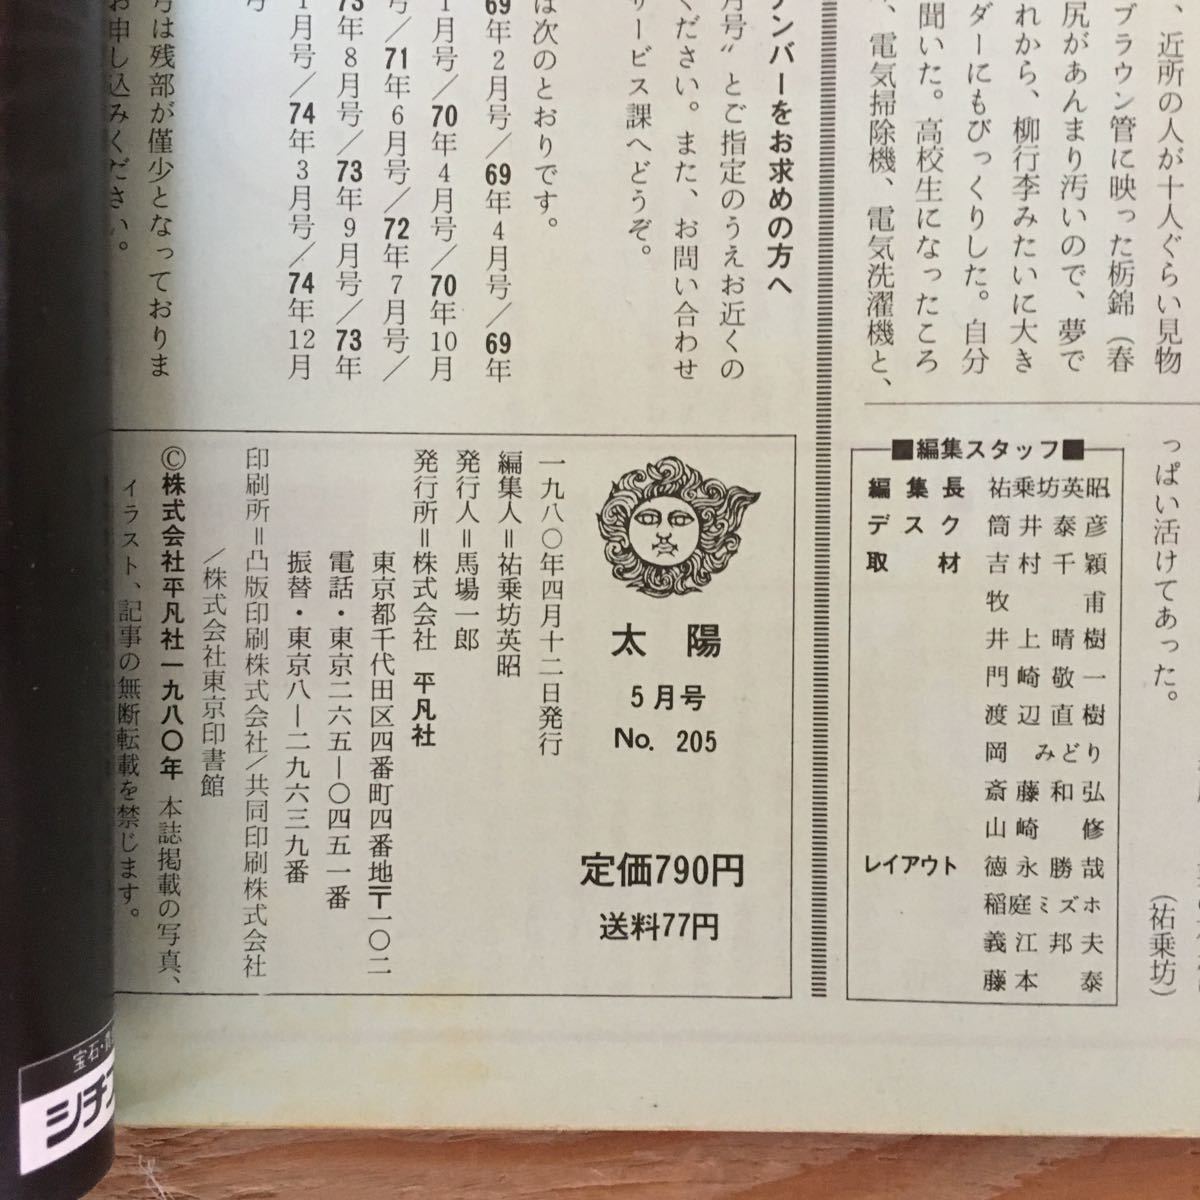 、近所の人が十人ぐらい見物
ブラウン管に映った栃錦（春
尻があんまり汚いので、夢で
れから、柳行李みたいに大き
ダーにもびっくりした。自分
聞いた。高校生になったころ
、電気掃除機、電気洗濯機と、
ナンバーをお求めの方へ
月号〟とご指定のうえお近くの
ください。また、お問い合わせ
サービス課へどうぞ。
は次のとおりです。
69年2月号／69年4月号／69年
1月号／70年4月号／70年10月
号／71年6月号／72年7月号／
73年8月号／73年9月号／73年
1月号／74年3月号／74年12月
号
号は残部が僅少となっておりま
お申し込みください。
っぱい活けてあった。
（祐乗坊）
■編集スタッフ■
編集長 祐乗坊英昭
デスク 筒井泰彦
取材 吉村千穎
牧甫
井上晴樹
門崎敬一
渡辺直樹
岡みどり
斎藤和弘
山崎修
レイアウト 徳永勝哉
稲庭ミズホ
義江邦夫
藤本泰
太陽
5月号
No. 205
定価790円
送料77円
一九八〇年四月十二日発行
編集人＝祐乗坊英昭
発行人＝馬場一郎
発行所＝株式会社 平凡社
東京都千代田区四番町四番地〒一〇二
電話・東京二六五―〇四五一番
振替・東京八―二九六三九番
印刷所＝凸版印刷株式会社／共同印刷株式会社
／株式会社東京印書館
©株式会社平凡社一九八〇年 本誌掲載の写真、
イラスト、記事の無断転載を禁じます。
宝石・貴
シチズ